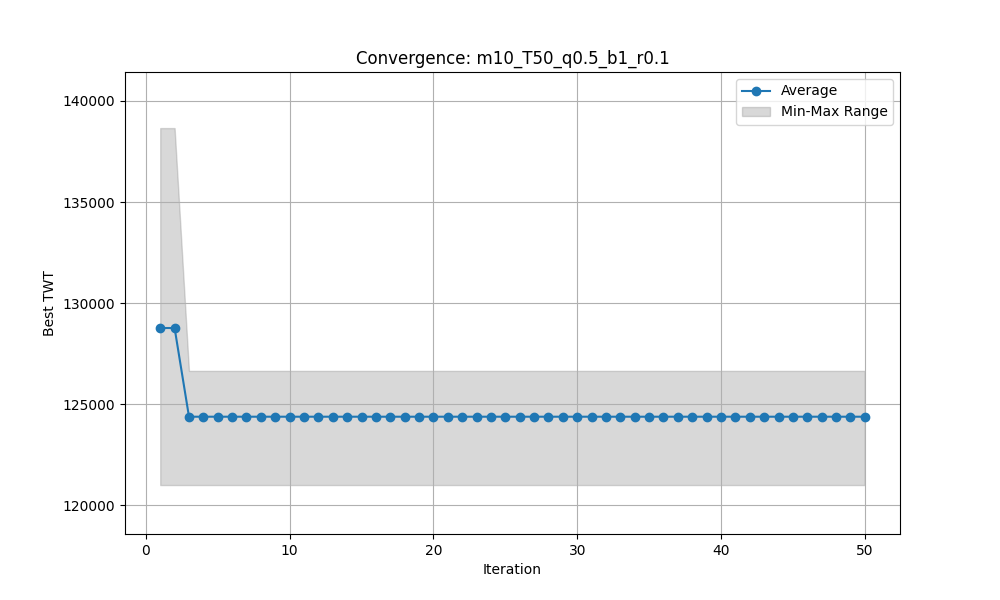 Convergence: m10_T50_q0.5_b1_r0.1
Average
Min-Max Range
140000
135000
130000
125000
120000
Best TWT
0
10
20
30
40
50
Iteration